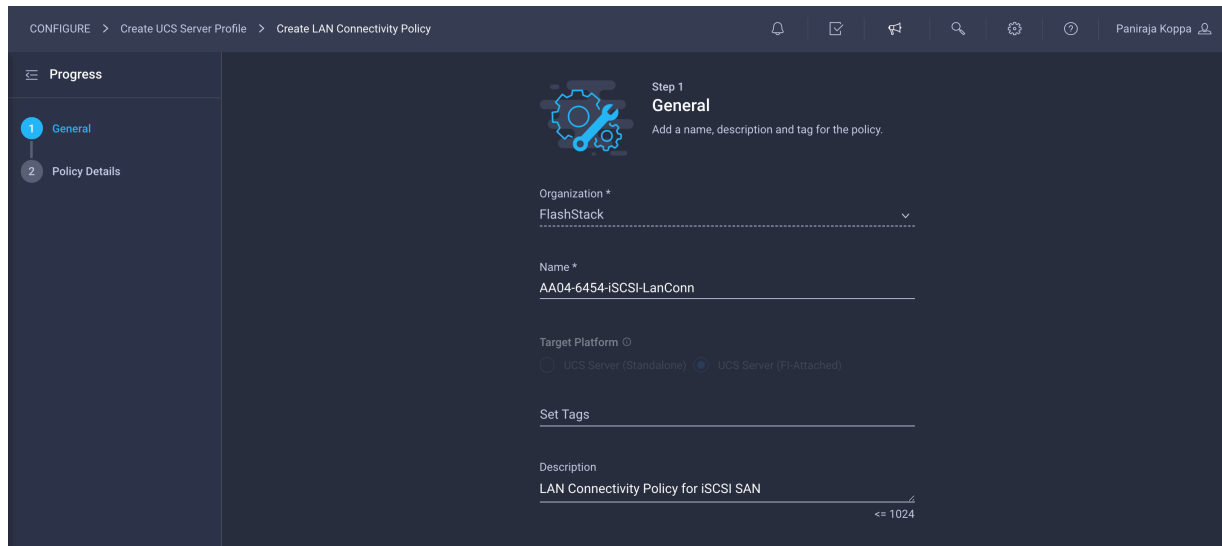 CONFIGURE > Create UCS Server Profile > Create LAN Connectivity Policy
Paniraja Koppa
Progress
1 General
2 Policy Details
Step 1
General
Add a name, description and tag for the policy.
Organization *
FlashStack
Name *
AA04-6454-iSCSI-LanConn
Target Platform
UCS Server (Standalone) UCS Server (FI-Attached)
Set Tags
Description
LAN Connectivity Policy for iSCSI SAN
<= 1024